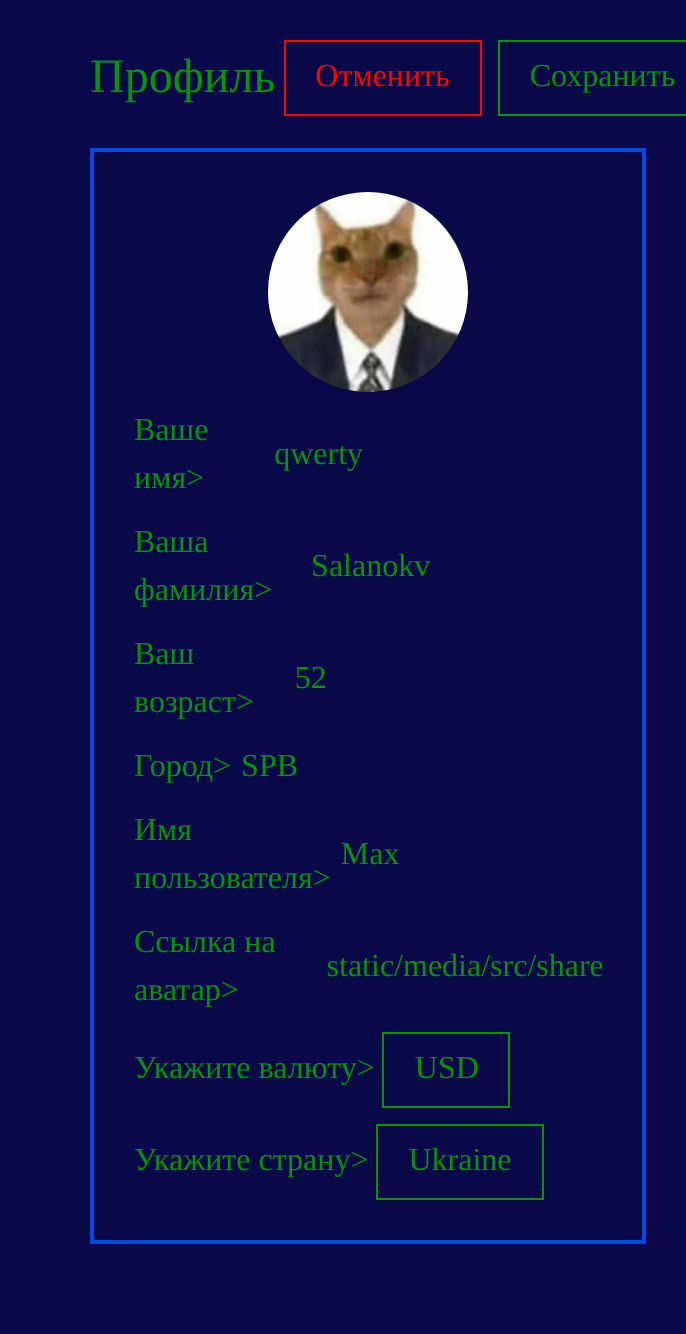 Профиль Отменить Сохранить
Ваше
имя> qwerty
Ваша
фамилия> Salanokv
Ваш
возраст> 52
Город> SPB
Имя
пользователя> Max
Ссылка на
аватар> static/media/src/share
Укажите валюту> USD
Укажите страну> Ukraine